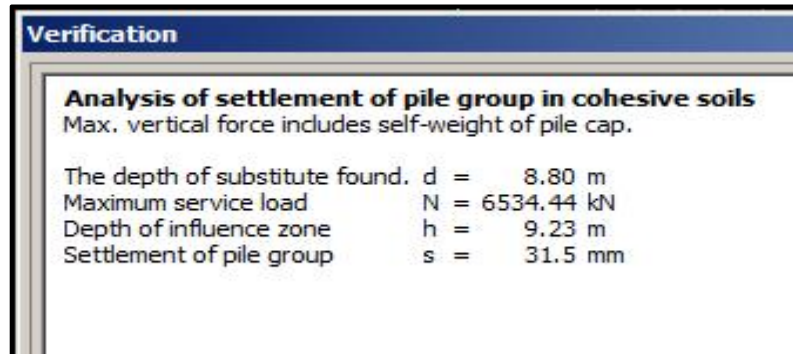 Verification
Analysis of settlement of pile group in cohesive soils
Max. vertical force includes self-weight of pile cap.
The depth of substitute found. d = 8.80 m
Maximum service load N = 6534.44 kN
Depth of influence zone h = 9.23 m
Settlement of pile group s = 31.5 mm